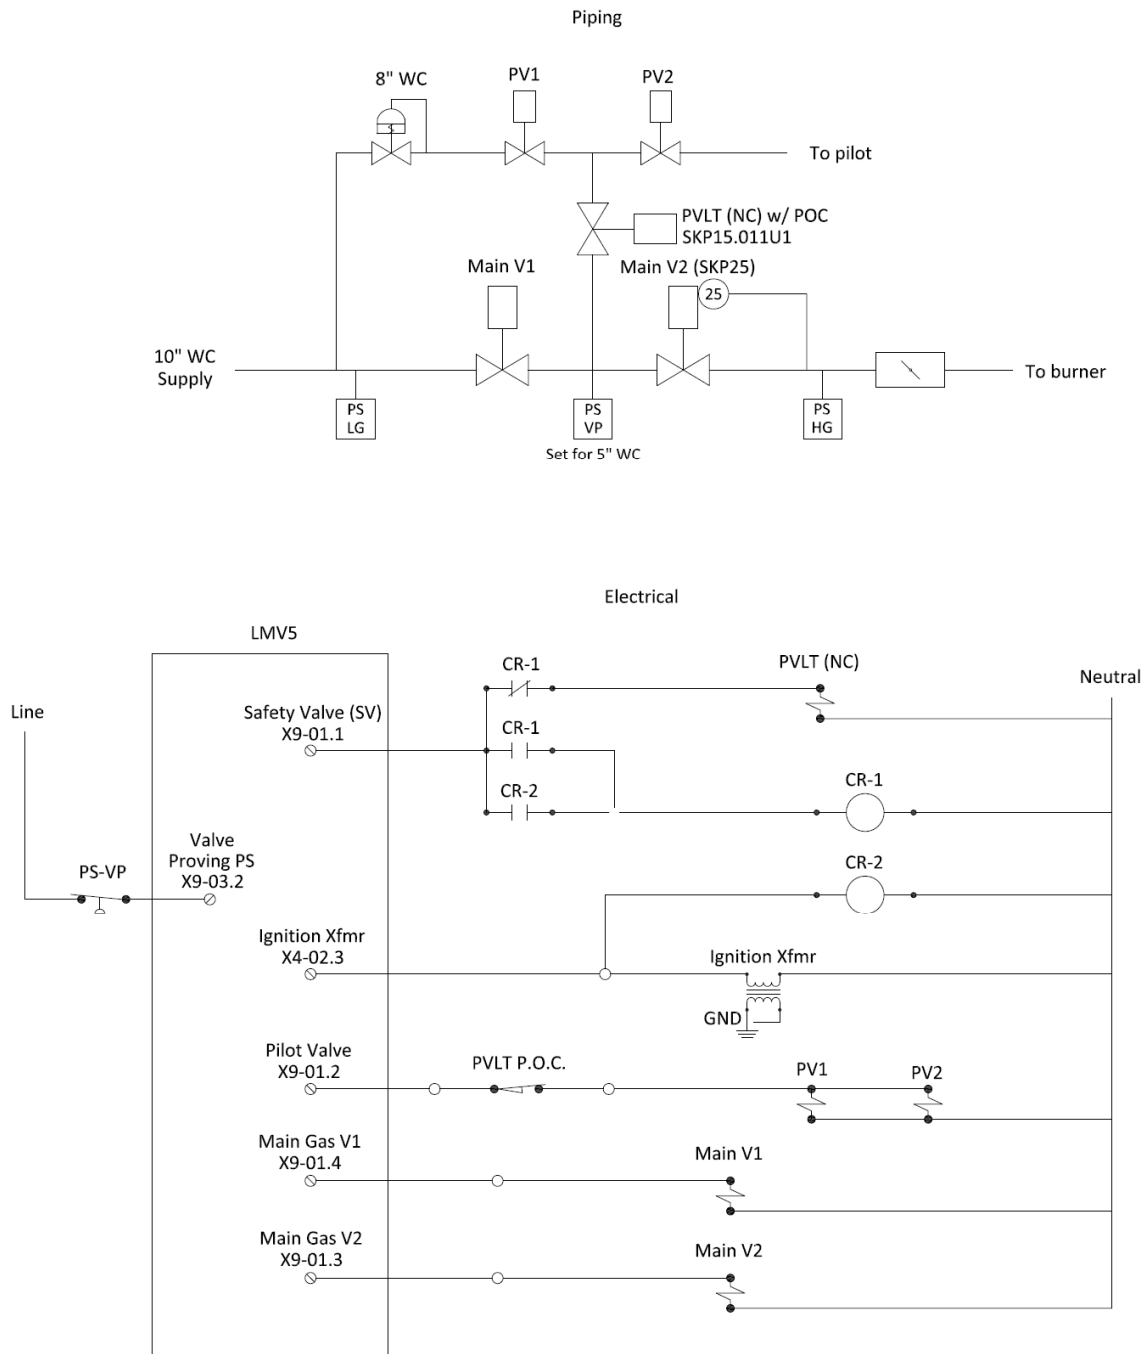 Piping
8" WC
PV1
PV2
To pilot
PVLT (NC) w/ POC
SKP15.011U1
Main V1
Main V2 (SKP25)
25
10" WC
Supply
To burner
PS
LG
PS
VP
PS
HG
Set for 5" WC
Electrical
LMV5
CR-1
PVLT (NC)
Neutral
Line
Safety Valve (SV)
X9-01.1
CR-1
CR-2
CR-1
Valve
Proving PS
X9-03.2
PS-VP
CR-2
Ignition Xfmr
X4-02.3
Ignition Xfmr
GND
Pilot Valve
X9-01.2
PVLT P.O.C.
PV1
PV2
Main Gas V1
X9-01.4
Main V1
Main Gas V2
X9-01.3
Main V2